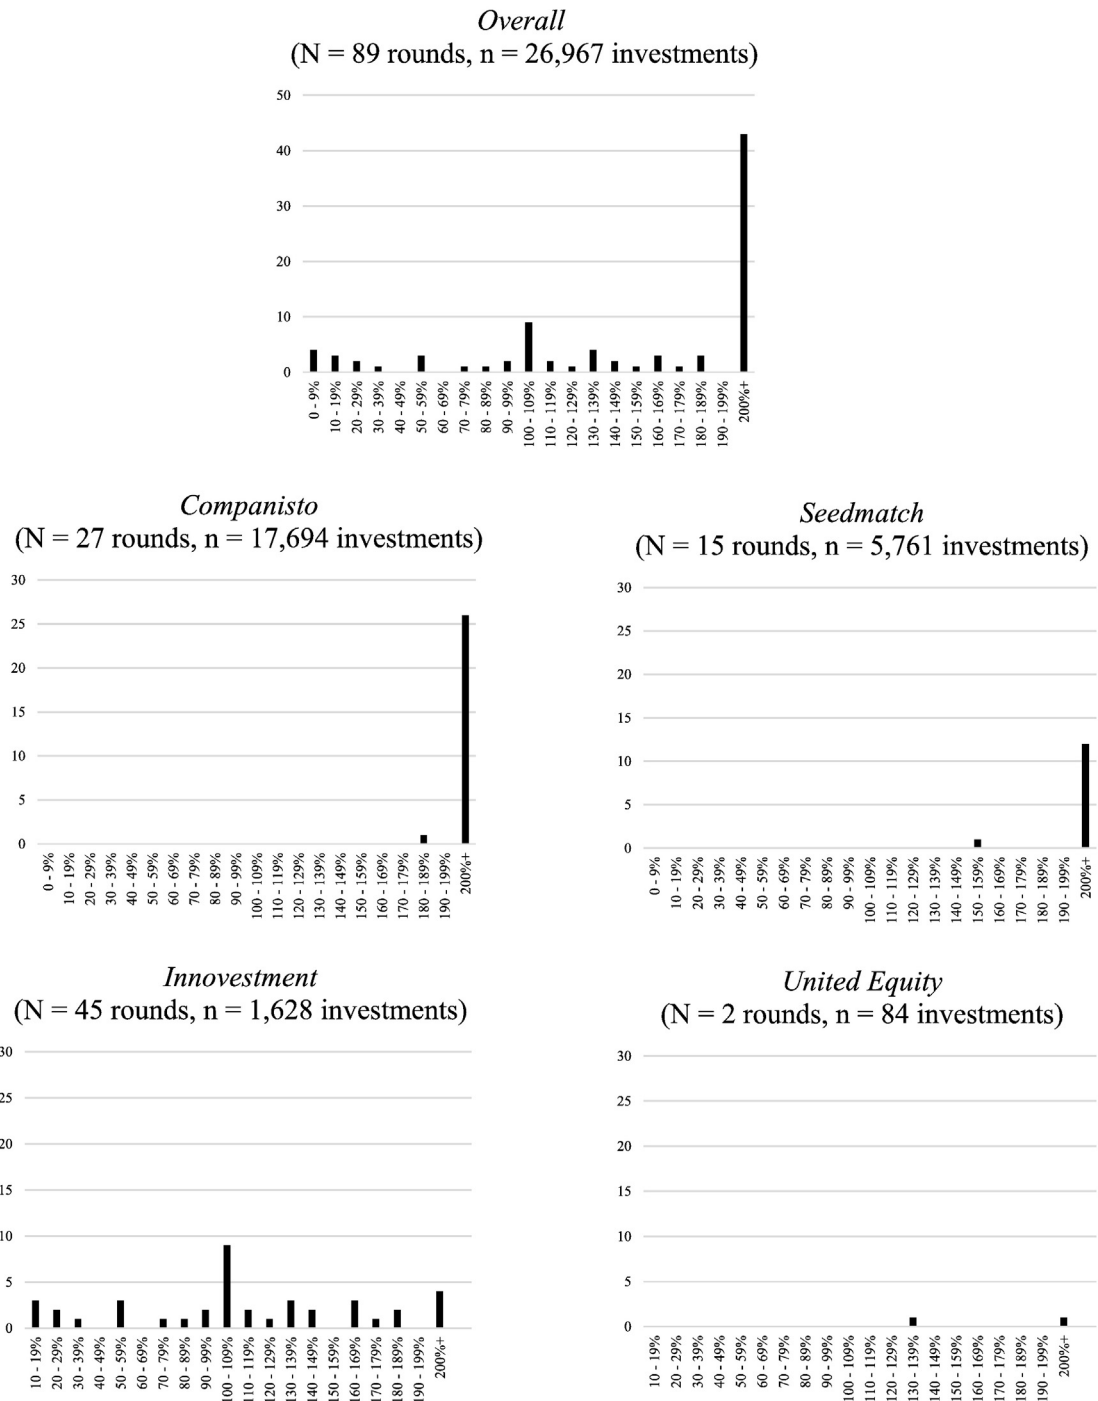 Overall
(N = 89 rounds, n = 26,967 investments)
50
40
30
20
10
0
0 - 9%
10 - 19%
20 - 29%
30 - 39%
40 - 49%
50 - 59%
60 - 69%
70 - 79%
80 - 89%
90 - 99%
100 - 109%
110 - 119%
120 - 129%
130 - 139%
140 - 149%
150 - 159%
160 - 169%
170 - 179%
180 - 189%
190 - 199%
200%+
Companisto
(N = 27 rounds, n = 17,694 investments)
30
25
20
15
10
5
0
0 - 9%
10 - 19%
20 - 29%
30 - 39%
40 - 49%
50 - 59%
60 - 69%
70 - 79%
80 - 89%
90 - 99%
100 - 109%
110 - 119%
120 - 129%
130 - 139%
140 - 149%
150 - 159%
160 - 169%
170 - 179%
180 - 189%
190 - 199%
200%+
Seedmatch
(N = 15 rounds, n = 5,761 investments)
30
25
20
15
10
5
0
0 - 9%
10 - 19%
20 - 29%
30 - 39%
40 - 49%
50 - 59%
60 - 69%
70 - 79%
80 - 89%
90 - 99%
100 - 109%
110 - 119%
120 - 129%
130 - 139%
140 - 149%
150 - 159%
160 - 169%
170 - 179%
180 - 189%
190 - 199%
200%+
Innovestment
(N = 45 rounds, n = 1,628 investments)
30
25
20
15
10
5
0
10 - 19%
20 - 29%
30 - 39%
40 - 49%
50 - 59%
60 - 69%
70 - 79%
80 - 89%
90 - 99%
100 - 109%
110 - 119%
120 - 129%
130 - 139%
140 - 149%
150 - 159%
160 - 169%
170 - 179%
180 - 189%
190 - 199%
200%+
United Equity
(N = 2 rounds, n = 84 investments)
30
25
20
15
10
5
0
10 - 19%
20 - 29%
30 - 39%
40 - 49%
50 - 59%
60 - 69%
70 - 79%
80 - 89%
90 - 99%
100 - 109%
110 - 119%
120 - 129%
130 - 139%
140 - 149%
150 - 159%
160 - 169%
170 - 179%
180 - 189%
190 - 199%
200%+